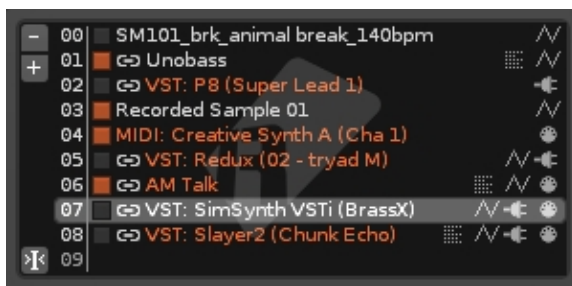 00 SM101_brk_animal break_140bpm
01 Unobass
02 VST: P8 (Super Lead 1)
03 Recorded Sample 01
04 MIDI: Creative Synth A (Cha 1)
05 VST: Redux (02 - tryad M)
06 AM Talk
07 VST: SimSynth VSTi (BrassX)
08 VST: Slayer2 (Chunk Echo)
09